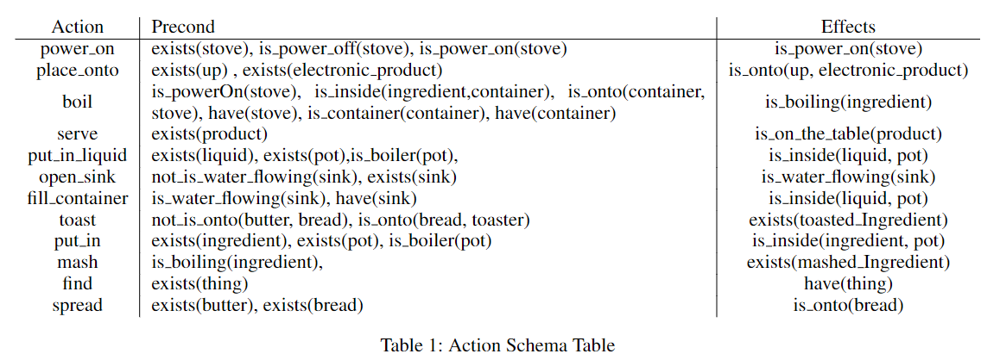 Action Precond Effects
power_on exists(stove), is_power_off(stove), is_power_on(stove) is_power_on(stove)
place_onto exists(up) , exists(electronic_product) is_onto(up, electronic_product)
boil is_powerOn(stove), is_inside(ingredient,container), is_onto(container, stove), have(stove), is_container(container), have(container) is_boiling(ingredient)
serve exists(product) is_on_the_table(product)
put_in_liquid exists(liquid), exists(pot),is_boiler(pot), is_inside(liquid, pot)
open_sink not_is_water_flowing(sink), exists(sink) is_water_flowing(sink)
fill_container is_water_flowing(sink), have(sink) is_inside(liquid, pot)
toast not_is_onto(butter, bread), is_onto(bread, toaster) exists(toasted_Ingredient)
put_in exists(ingredient), exists(pot), is_boiler(pot) is_inside(ingredient, pot)
mash is_boiling(ingredient), exists(mashed_Ingredient)
find exists(thing) have(thing)
spread exists(butter), exists(bread) is_onto(bread)
Table 1: Action Schema Table